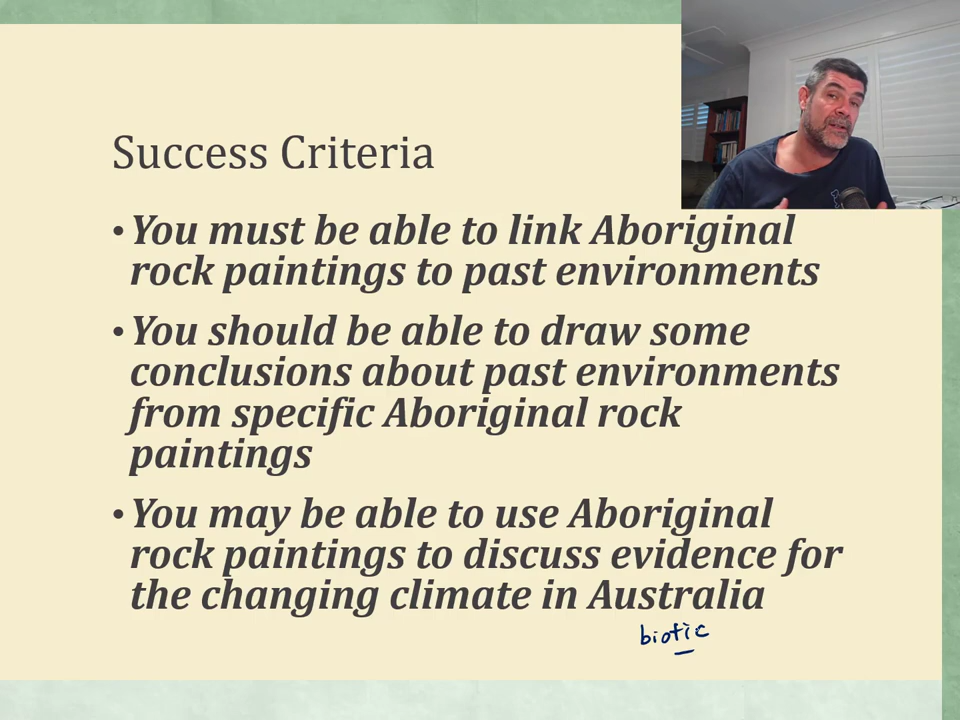 Success Criteria
• You must be able to link Aboriginal
rock paintings to past environments
• You should be able to draw some
conclusions about past environments
from specific Aboriginal rock
paintings
• You may be able to use Aboriginal
rock paintings to discuss evidence for
the changing climate in Australia
biotic